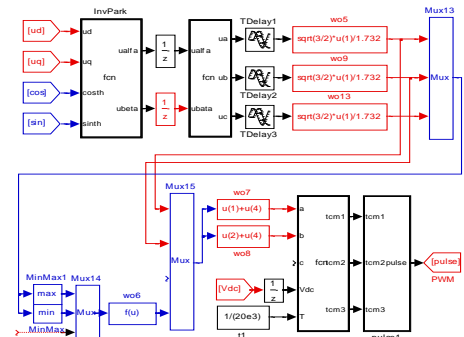 InvPark
TDelay1
wo5
Mux13
[ud]
ud
ualfa
1
z
ualfa
ua
sqrt(3/2)*u(1)/1.732
[uq]
uq
wo9
fcn
fcn
ub
sqrt(3/2)*u(1)/1.732
Mux
[cos]
costh
TDelay2
wo13
ubeta
1
z
ubata
uc
sqrt(3/2)*u(1)/1.732
[sin]
sinth
TDelay3
Mux15
wo7
u(1)+u(4)
a
tcm1
tcm1
u(2)+u(4)
b
wo8
Mux
c
fcn
tcm2
tcm2
pulse
[pulse]
PWM
MinMax1
Mux14
max
wo6
[Vdc]
1
z
Vdc
min
Mux
f(u)
1/(20e3)
T
tcm3
tcm3
MinMax
t1